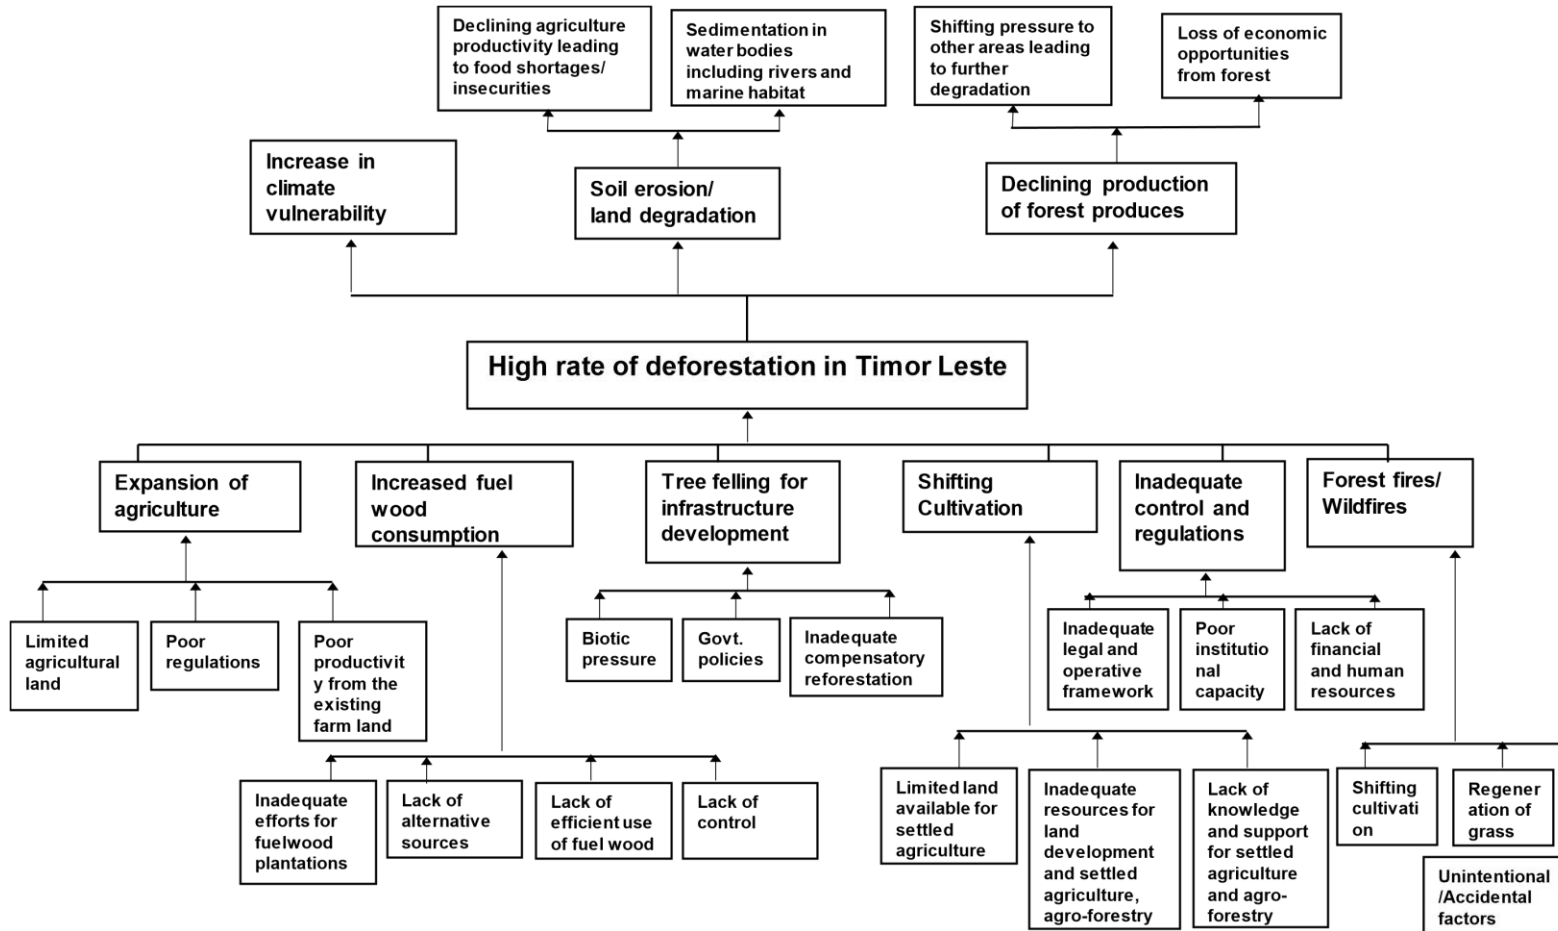 Declining agriculture
productivity leading
to food shortages/
insecurities
Sedimentation in
water bodies
including rivers and
marine habitat
Shifting pressure to
other areas leading
to further
degradation
Loss of economic
opportunities
from forest
Increase in
climate
vulnerability
Soil erosion/
land degradation
Declining production
of forest produces
High rate of deforestation in Timor Leste
Expansion of
agriculture
Increased fuel
wood
consumption
Tree felling for
infrastructure
development
Shifting
Cultivation
Inadequate
control and
regulations
Forest fires/
Wildfires
Limited
agricultural
land
Poor
regulations
Poor
productivit
y from the
existing
farm land
Biotic
pressure
Govt.
policies
Inadequate
compensatory
reforestation
Inadequate
legal and
operative
framework
Poor
institutio
nal
capacity
Lack of
financial
and human
resources
Inadequate
efforts for
fuelwood
plantations
Lack of
alternative
sources
Lack of
efficient use
of fuel wood
Lack of
control
Limited land
available for
settled
agriculture
Inadequate
resources for
land
development
and settled
agriculture,
agro-forestry
Lack of
knowledge
and support
for settled
agriculture
and agro-
forestry
Shifting
cultivati
on
Regener
ation of
grass
Unintentional
/Accidental
factors